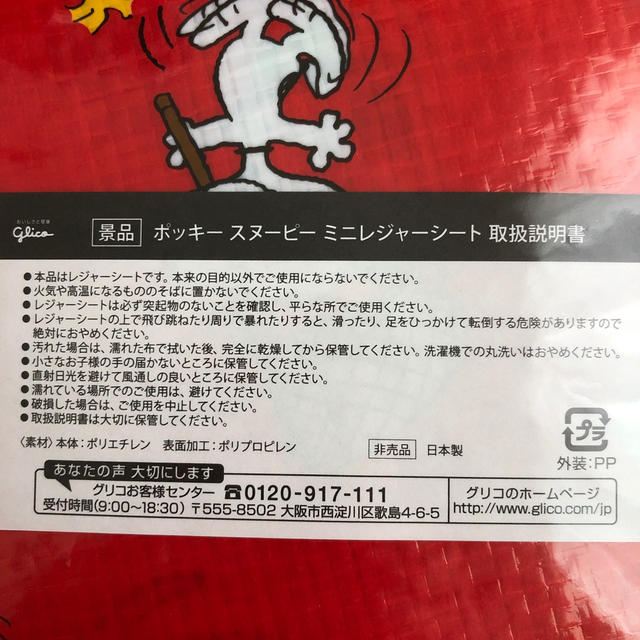 おいしさと健康
glico
景品 ポッキー スヌーピー ミニレジャーシート 取扱説明書
●本品はレジャーシートです。本来の目的以外でご使用にならないでください。
●火気や高温になるもののそばに置かないでください。
●レジャーシートは必ず突起物のないことを確認し、平らな所でご使用ください。
●レジャーシートの上で飛び跳ねたり周りで暴れたりすると、滑ったり、足をひっかけて転倒する危険がありますので
絶対におやめください。
●汚れた場合は、濡れた布で拭いた後、完全に乾燥してから保管してください。洗濯機での丸洗いはおやめください。
●小さなお子様の手の届かないところに保管してください。
●直射日光を避けて風通しの良いところに保管してください。
●濡れている場所でのご使用は、避けてください。
●破損した場合は、ご使用を中止してください。
●取扱説明書は大切に保管してください。
〈素材〉本体:ポリエチレン 表面加工:ポリプロピレン 非売品 日本製
プラ
外装:PP
あなたの声 大切にします
グリコお客様センター ☎0120-917-111
受付時間(9:00〜18:30) 〒555-8502 大阪市西淀川区歌島4-6-5
グリコのホームページ
http://www.glico.com/jp